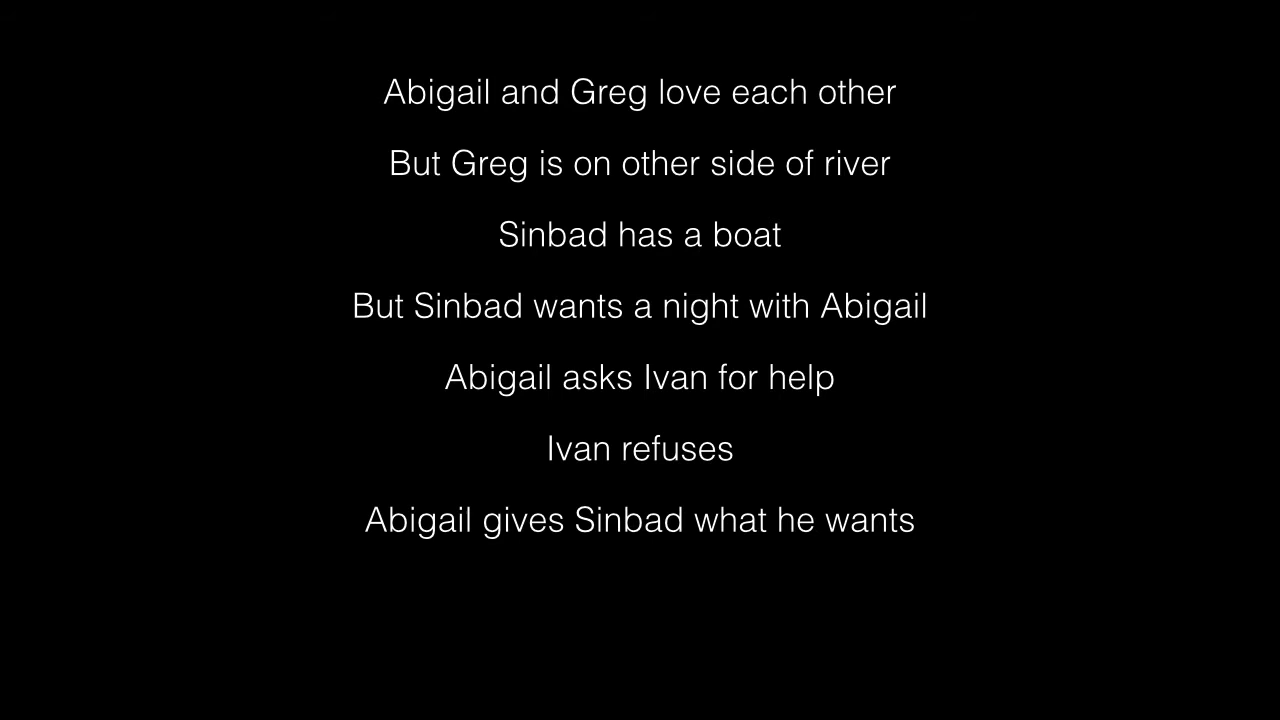 Abigail and Greg love each other
But Greg is on other side of river
Sinbad has a boat
But Sinbad wants a night with Abigail
Abigail asks Ivan for help
Ivan refuses
Abigail gives Sinbad what he wants